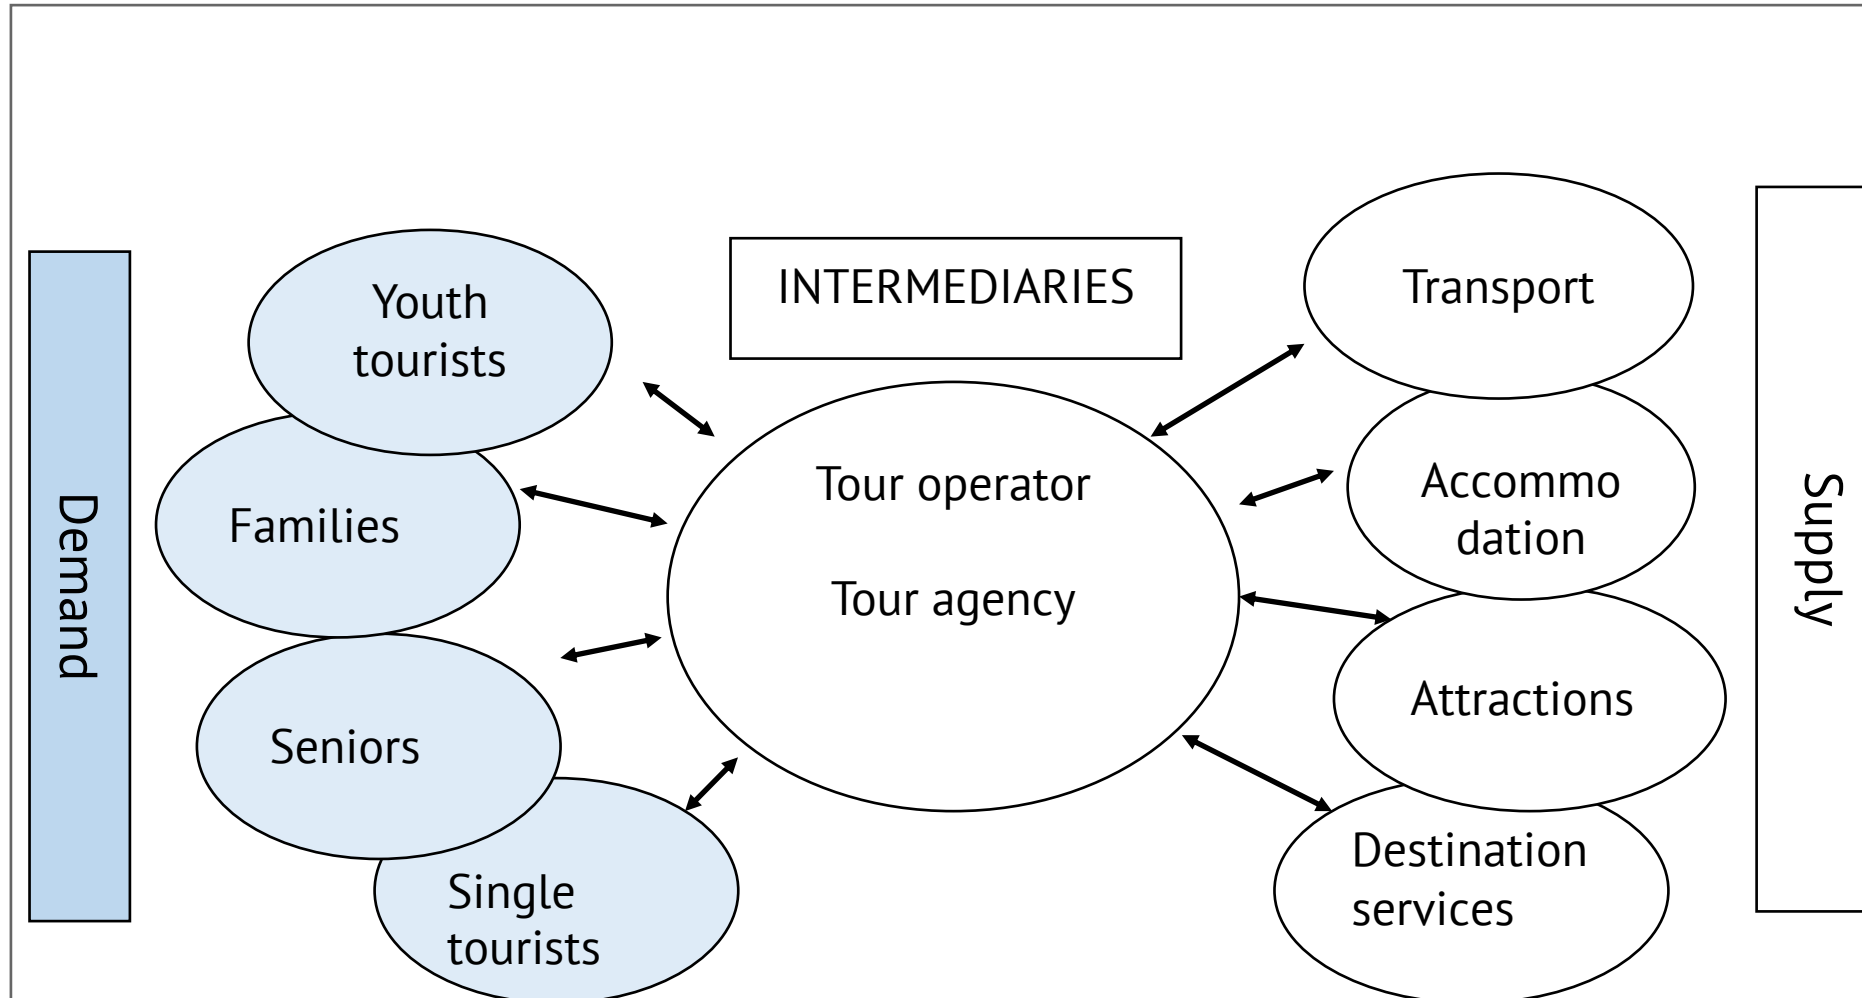 Demand
Youth
tourists
Families
Seniors
Single
tourists
INTERMEDIARIES
Tour operator
Tour agency
Transport
Accommo
dation
Attractions
Destination
services
Supply